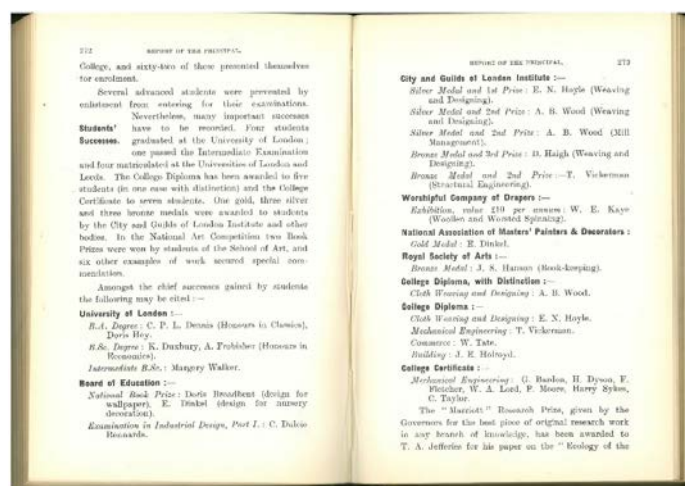 272
REPORT OF THE PRINCIPAL.
College, and sixty-two of these presented themselves
for enrolment.
Several advanced students were prevented by
enlistment from entering for their examinations.
Nevertheless, many important successes
Students' have to be recorded. Four students
Successes. graduated at the University of London;
one passed the Intermediate Examination
and four matriculated at the Universities of London and
Leeds. The College Diploma has been awarded to five
students (in one case with distinction) and the College
Certificate to seven students. One gold, three silver
and three bronze medals were awarded to students
by the City and Guilds of London Institute and other
bodies. In the National Art Competition two Book
Prizes were won by students of the School of Art, and
six other examples of work secured special com-
mendation.
Amongst the chief successes gained by students
the following may be cited :—
University of London :—
B.A. Degree : C. P. L. Dennis (Honours in Classics),
Doris Hey.
B.Sc. Degree : K. Duxbury, A. Frobisher (Honours in
Economics).
Intermediate B.Sc. : Margery Walker.
Board of Education :—
National Book Prize : Doris Broadbent (design for
wallpaper), E. Dinkel (design for nursery
decoration).
Examination in Industrial Design, Part I. : C. Dulcie
REPORT OF THE PRINCIPAL.
273
City and Guilds of London Institute :—
Silver Medal and 1st Prize : E. N. Hoyle (Weaving
and Designing).
Silver Medal and 2nd Prize : A. B. Wood (Weaving
and Designing).
Silver Medal and 2nd Prize : A. B. Wood (Mill
Management).
Bronze Medal and 3rd Prize : D. Haigh (Weaving and
Designing).
Bronze Medal and 2nd Prize :—T. Vickerman
(Structural Engineering).
Worshipful Company of Drapers :—
Exhibition, value £10 per annum : W. E. Kaye
(Woollen and Worsted Spinning).
National Association of Masters' Painters & Decorators :
Gold Medal : E. Dinkel.
Royal Society of Arts :—
Bronze Medal : J. S. Hanson (Book-keeping).
College Diploma, with Distinction :—
Cloth Weaving and Designing : A. B. Wood.
College Diploma :—
Cloth Weaving and Designing : E. N. Hoyle.
Mechanical Engineering : T. Vickerman.
Commerce : W. Tate.
Building : J. E. Holroyd.
College Certificate :—
Mechanical Engineering : G. Bardon, H. Dyson, F.
Fletcher, W. A. Lord, F. Moore, Harry Sykes,
C. Taylor.
The " Marriott " Research Prize, given by the
Governors for the best piece of original research work
in any branch of knowledge, has been awarded to
T. A. Jefferies for his paper on the " Ecology of the